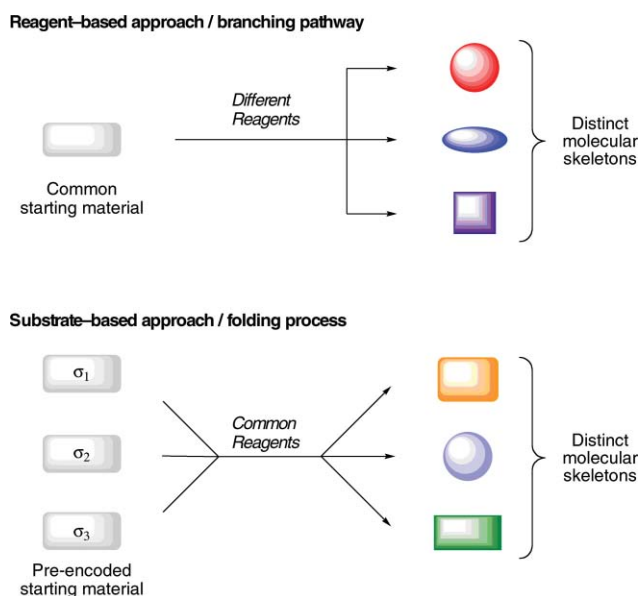 Reagent–based approach / branching pathway
Different
Reagents
Common
starting material
Distinct
molecular
skeletons
Substrate–based approach / folding process
σ1
σ2
σ3
Pre-encoded
starting material
Common
Reagents
Distinct
molecular
skeletons